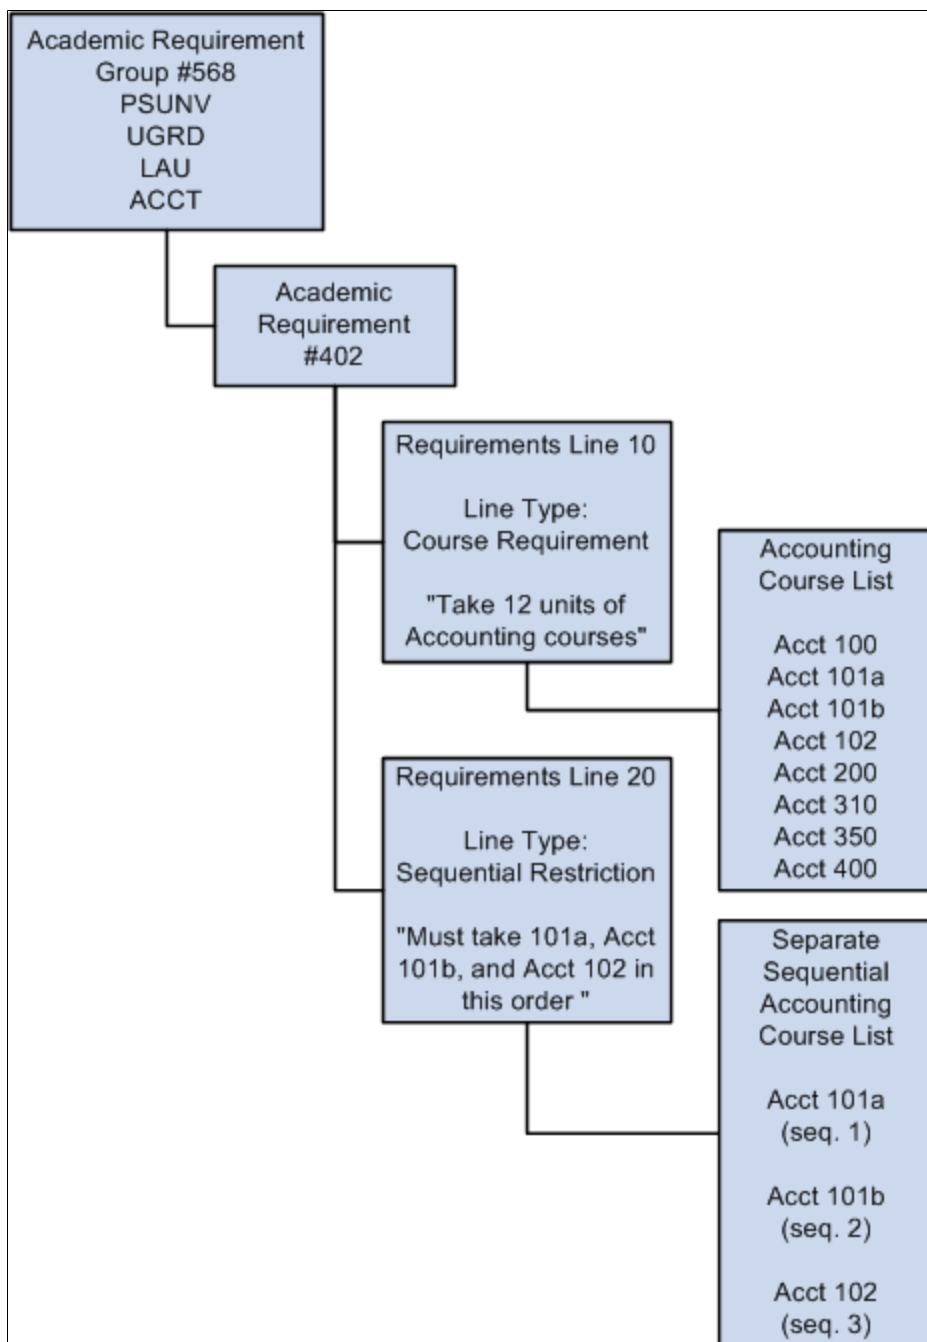 Academic Requirement
Group #568
PSUNV
UGRD
LAU
ACCT
Academic
Requirement
#402
Requirements Line 10
Line Type:
Course Requirement
"Take 12 units of
Accounting courses"
Accounting
Course List
Acct 100
Acct 101a
Acct 101b
Acct 102
Acct 200
Acct 310
Acct 350
Acct 400
Requirements Line 20
Line Type:
Sequential Restriction
"Must take 101a, Acct
101b, and Acct 102 in
this order "
Separate
Sequential
Accounting
Course List
Acct 101a
(seq. 1)
Acct 101b
(seq. 2)
Acct 102
(seq. 3)